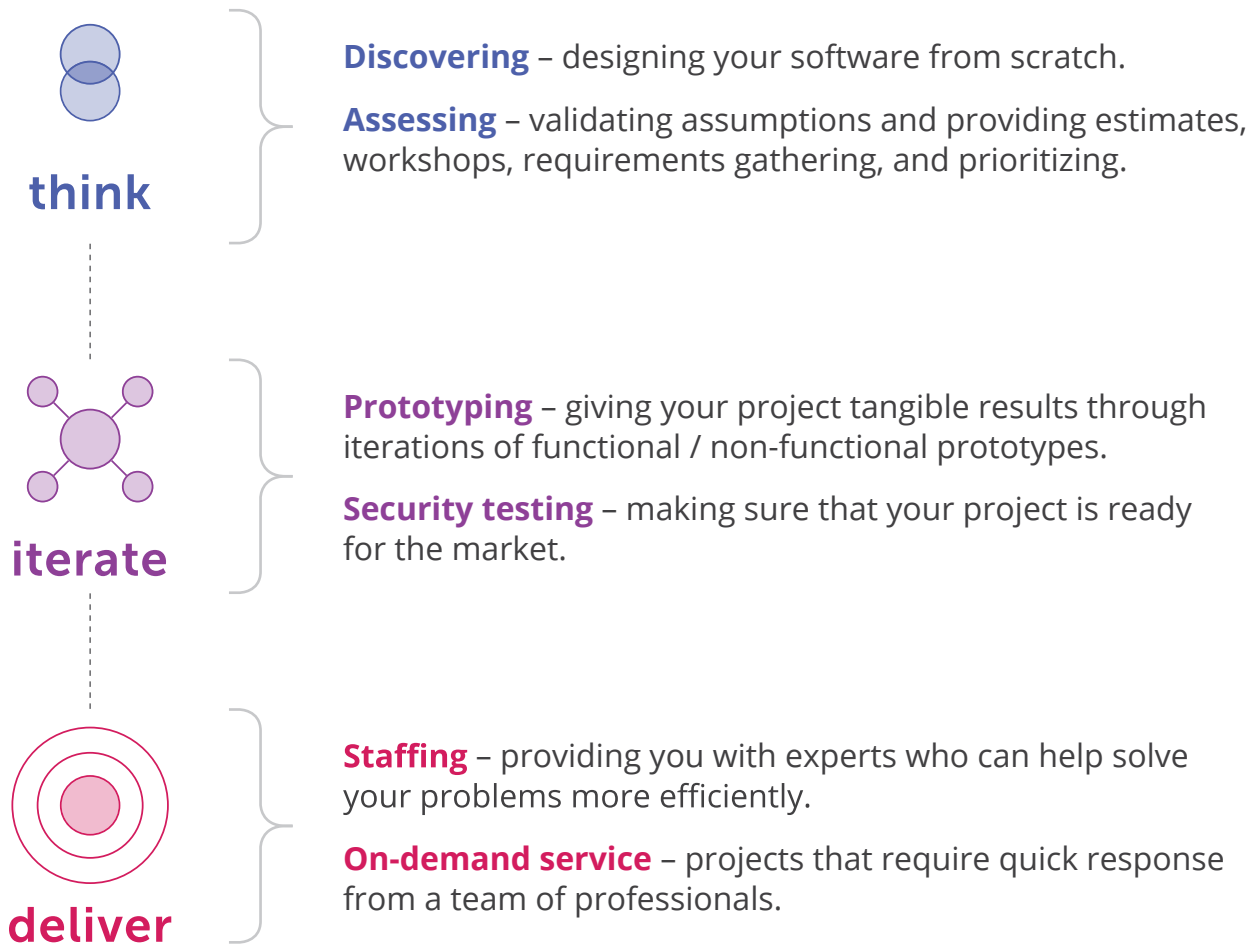 think
Discovering – designing your software from scratch.
Assessing – validating assumptions and providing estimates,
workshops, requirements gathering, and prioritizing.
iterate
Prototyping – giving your project tangible results through
iterations of functional / non-functional prototypes.
Security testing – making sure that your project is ready
for the market.
deliver
Staffing – providing you with experts who can help solve
your problems more efficiently.
On-demand service – projects that require quick response
from a team of professionals.